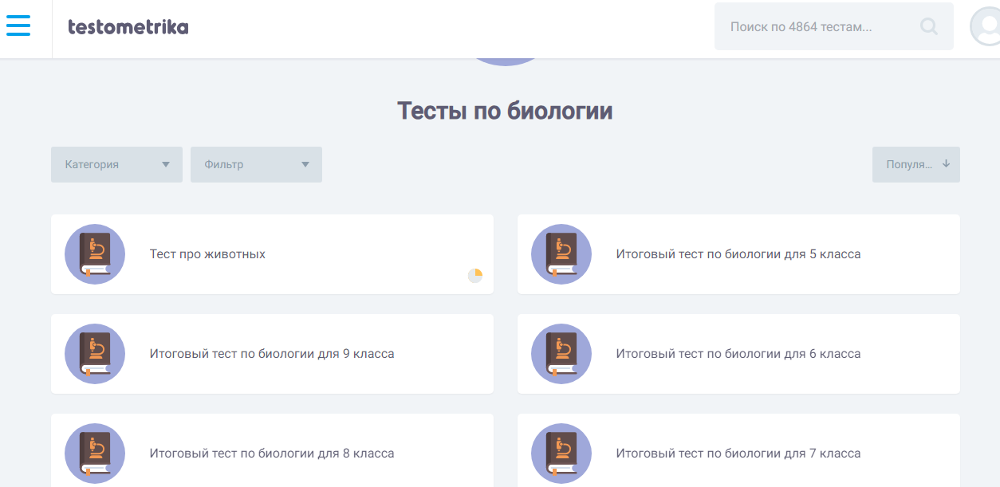 testometrika
Поиск по 4864 тестам...
Тесты по биологии
Категория
Фильтр
Популя...
Тест про животных
Итоговый тест по биологии для 5 класса
Итоговый тест по биологии для 9 класса
Итоговый тест по биологии для 6 класса
Итоговый тест по биологии для 8 класса
Итоговый тест по биологии для 7 класса